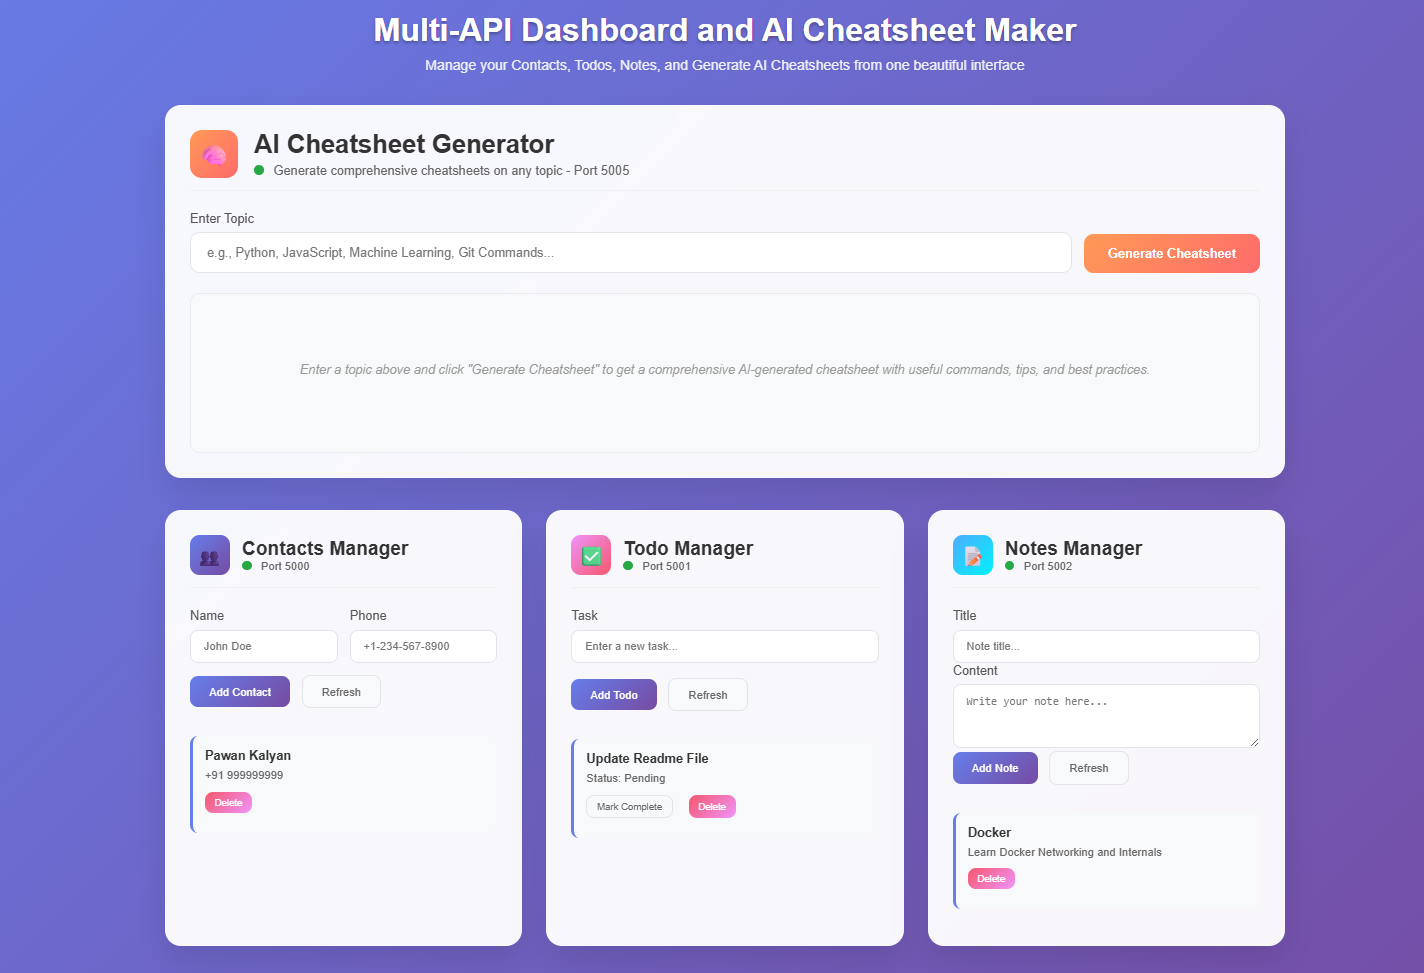 Multi-API Dashboard and AI Cheatsheet Maker
Manage your Contacts, Todos, Notes, and Generate AI Cheatsheets from one beautiful interface
AI Cheatsheet Generator
Generate comprehensive cheatsheets on any topic - Port 5005
Enter Topic
e.g., Python, JavaScript, Machine Learning, Git Commands...
Generate Cheatsheet
Enter a topic above and click "Generate Cheatsheet" to get a comprehensive AI-generated cheatsheet with useful commands, tips, and best practices.
Contacts Manager
Port 5000
Name
Phone
John Doe
+1-234-567-8900
Add Contact
Refresh
Pawan Kalyan
+91 999999999
Delete
Todo Manager
Port 5001
Task
Enter a new task...
Add Todo
Refresh
Update Readme File
Status: Pending
Mark Complete
Delete
Notes Manager
Port 5002
Title
Note title...
Content
Write your note here...
Add Note
Refresh
Docker
Learn Docker Networking and Internals
Delete